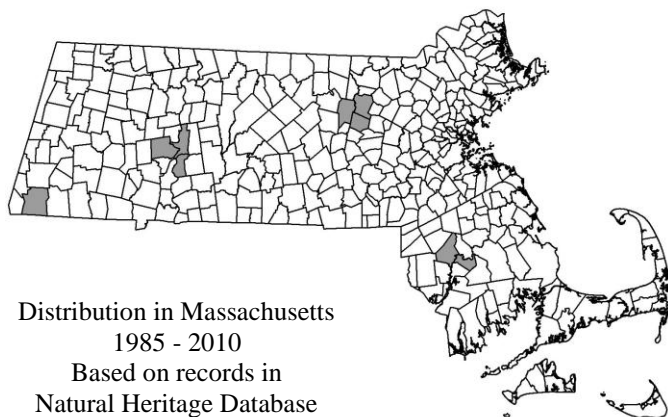 Distribution in Massachusetts
1985 - 2010
Based on records in
Natural Heritage Database